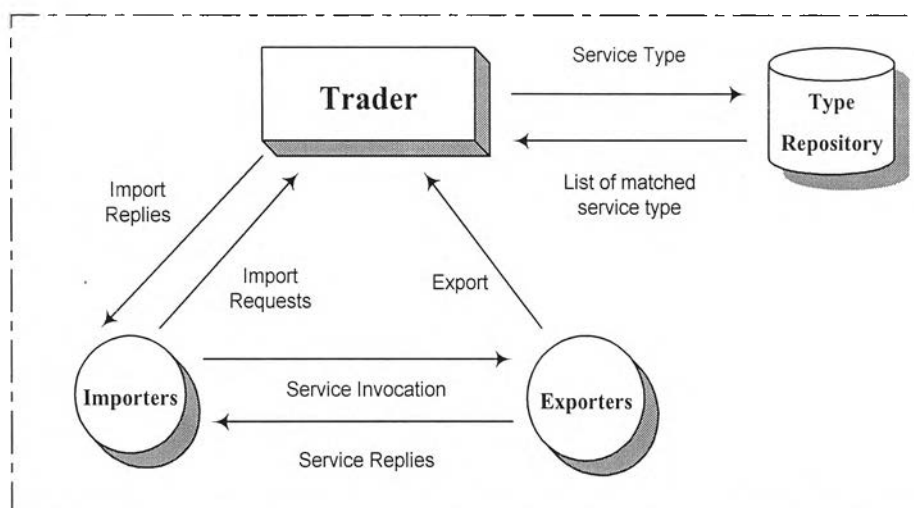 Service Type
Trader
Type
Repository
List of matched
service type
Import
Replies
Import
Requests
Export
Importers
Service Invocation
Exporters
Service Replies